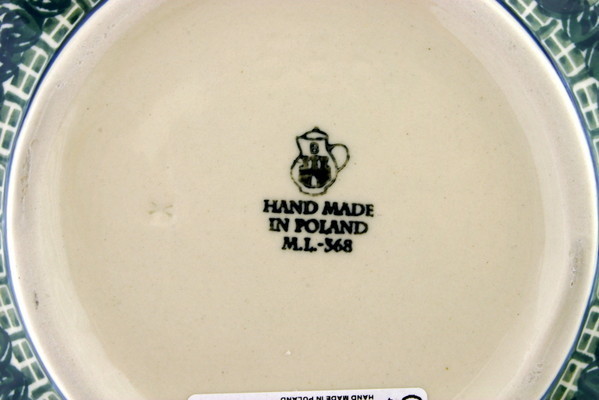 HAND MADE
IN POLAND
M.L.-368
HAND MADE IN POLAND